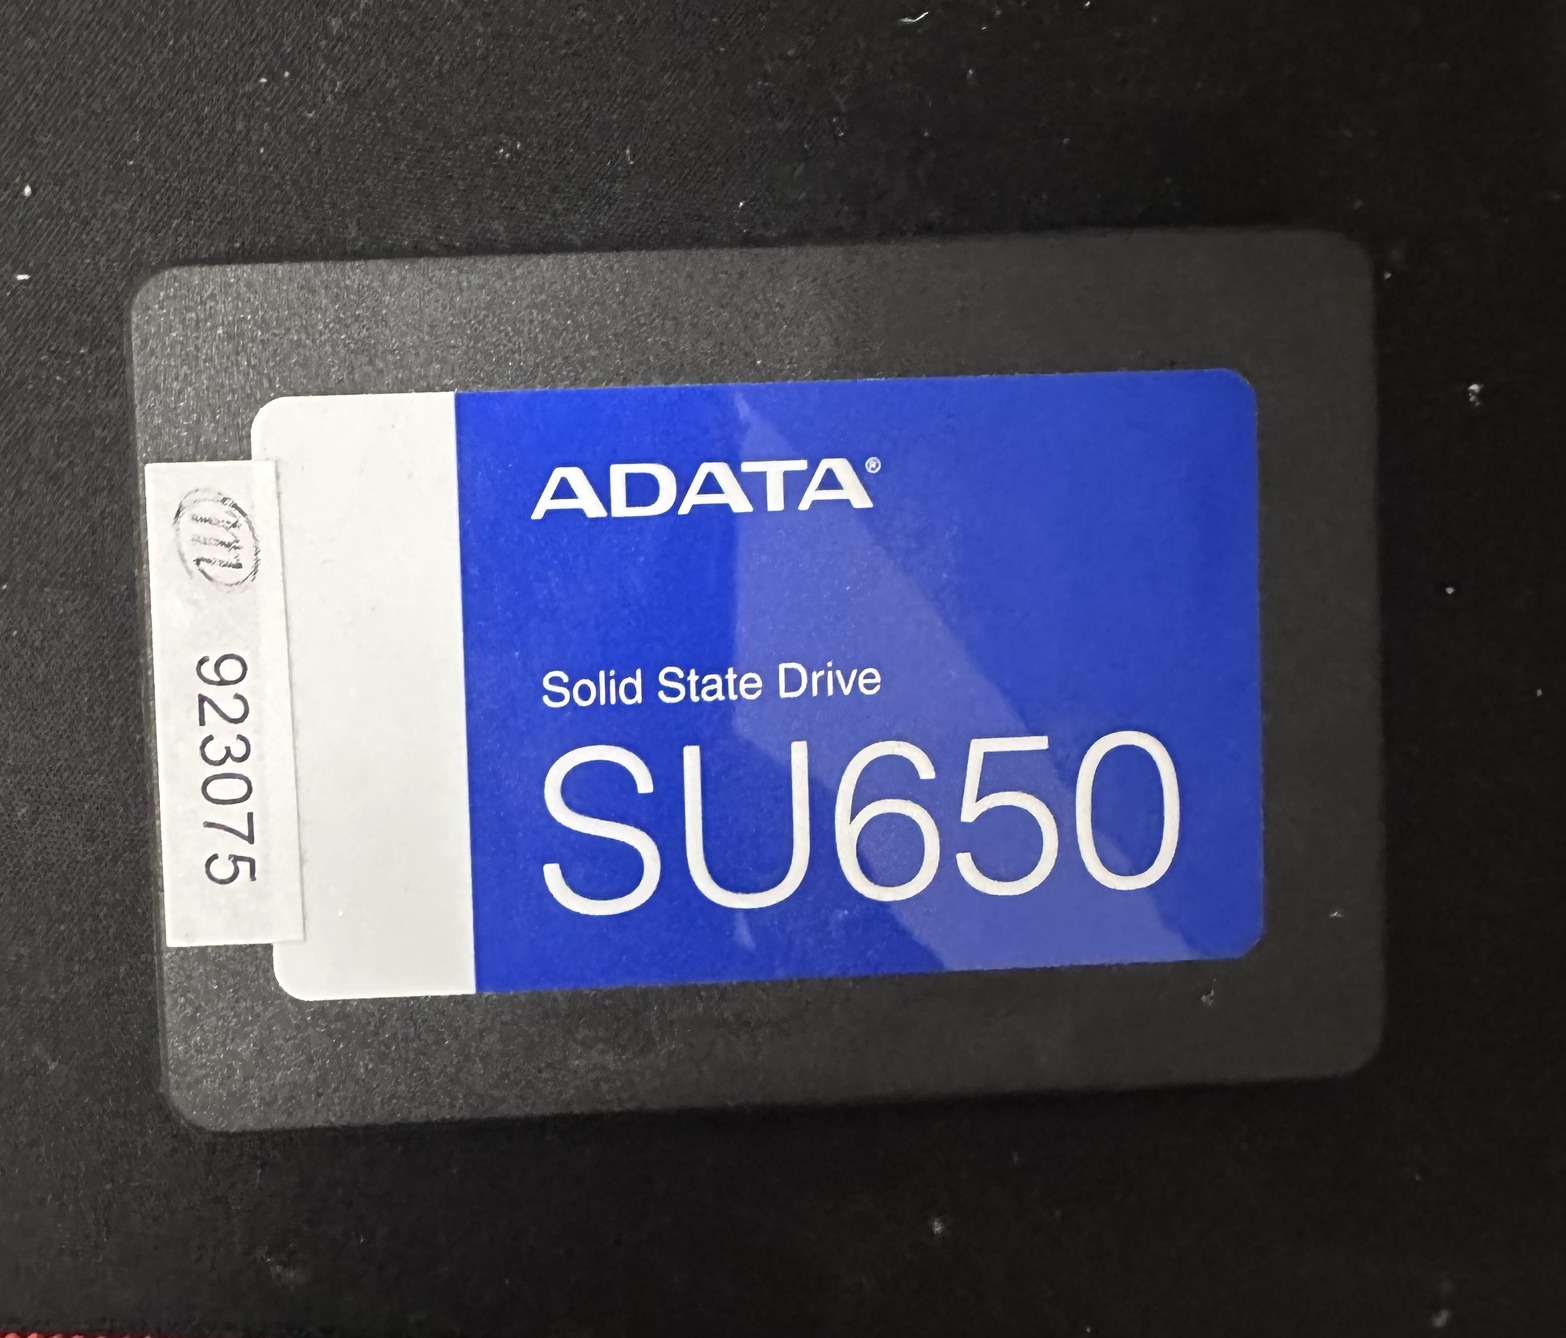 ADATA®
Solid State Drive
SU650
923075